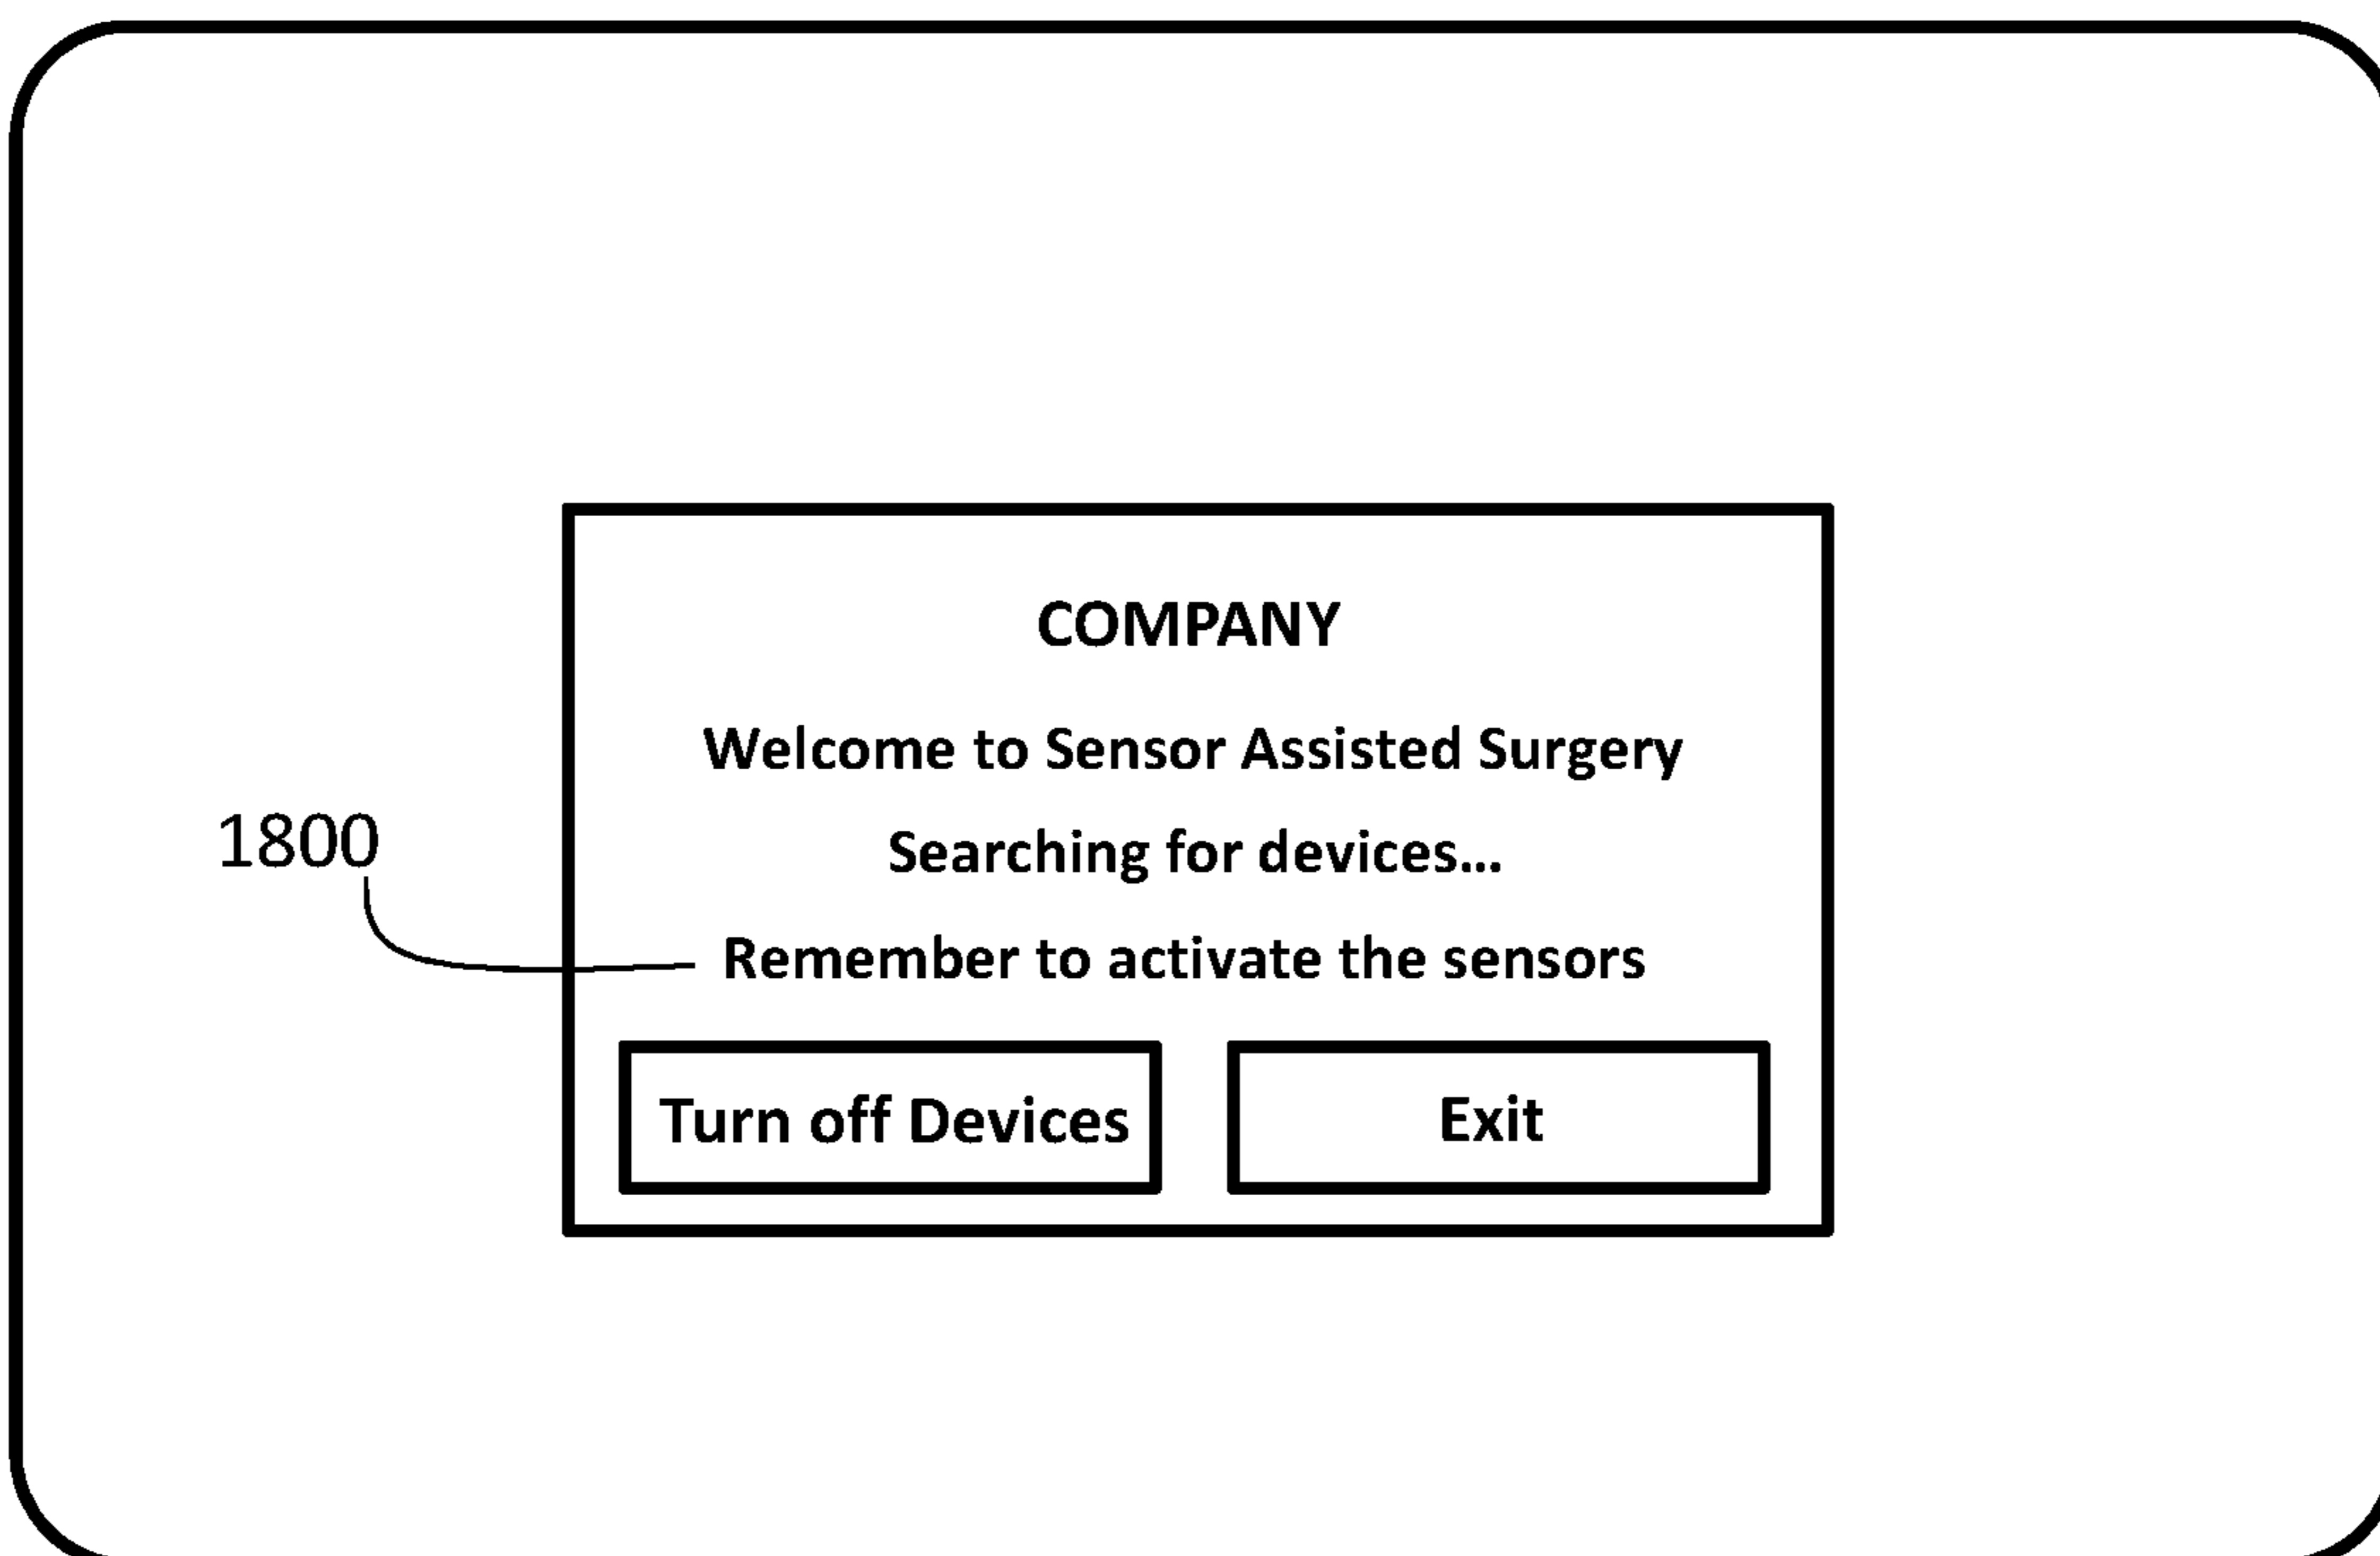 COMPANY
Welcome to Sensor Assisted Surgery
Searching for devices...
1800
Remember to activate the sensors
Turn off Devices
Exit